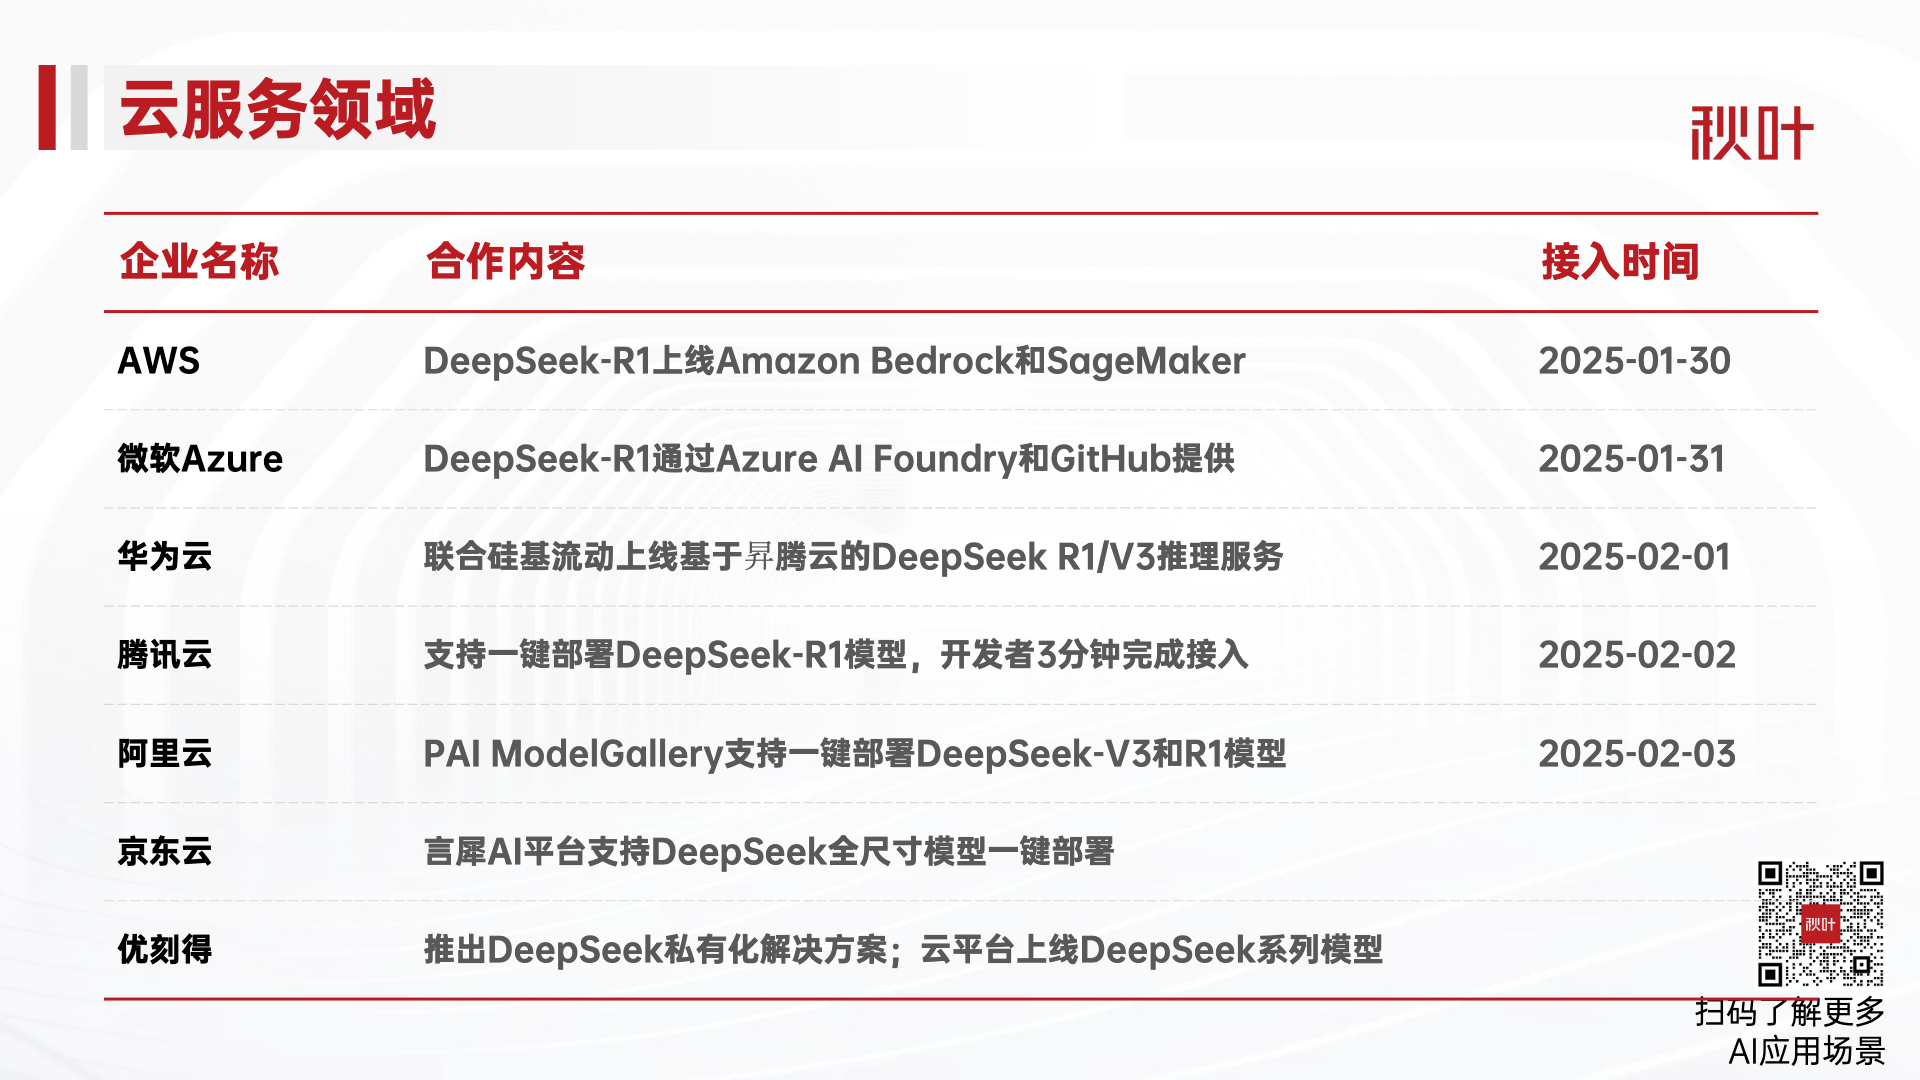 云服务领域
秋叶
企业名称 合作内容 接入时间
AWS DeepSeek-R1上线Amazon Bedrock和SageMaker 2025-01-30
微软Azure DeepSeek-R1通过Azure AI Foundry和GitHub提供 2025-01-31
华为云 联合硅基流动上线基于昇腾云的DeepSeek R1/V3推理服务 2025-02-01
腾讯云 支持一键部署DeepSeek-R1模型，开发者3分钟完成接入 2025-02-02
阿里云 PAI ModelGallery支持一键部署DeepSeek-V3和R1模型 2025-02-03
京东云 言犀AI平台支持DeepSeek全尺寸模型一键部署
优刻得 推出DeepSeek私有化解决方案；云平台上线DeepSeek系列模型
秋叶
扫码了解更多
AI应用场景